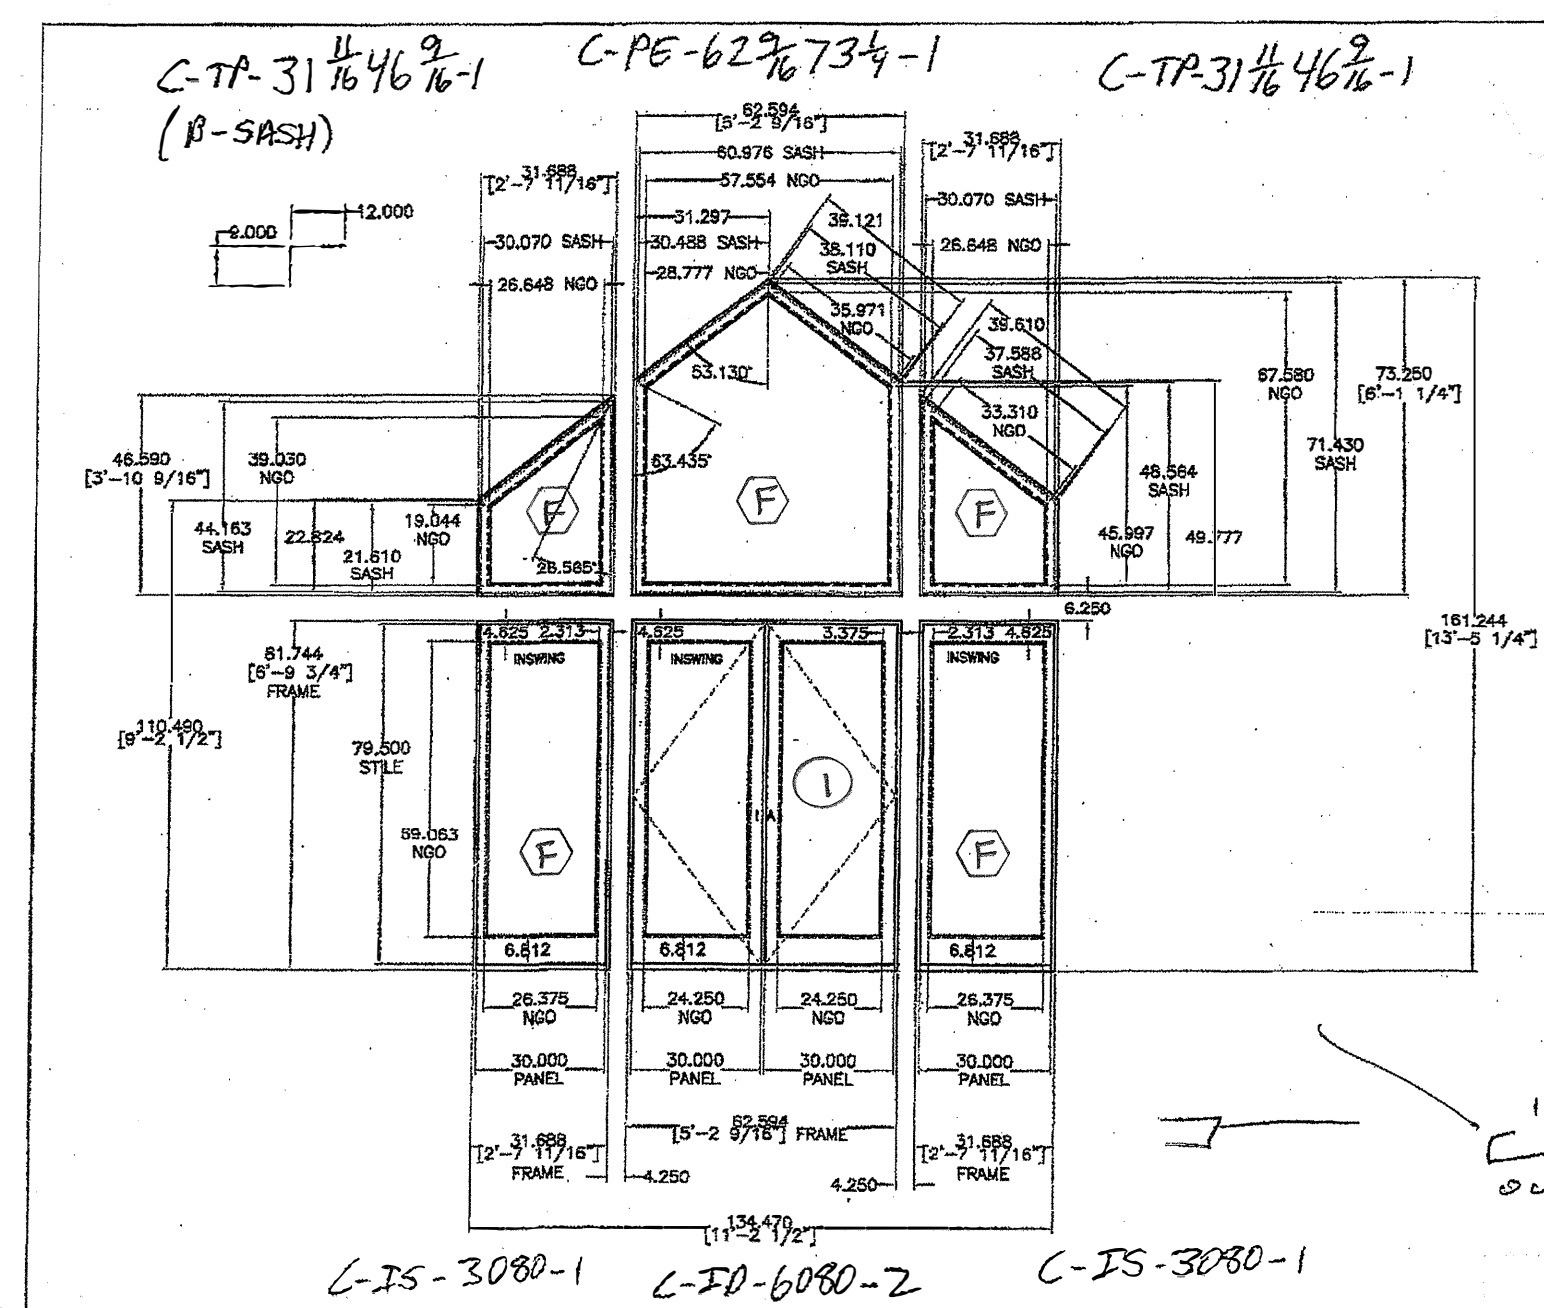 C-TP-31 11/16 46 9/16-1
(B-SASH)
C-PE-62 9/16 73 1/4-1
C-TP-31 11/16 46 9/16-1
62.594
[5'-2 9/16"]
60.976 SASH
57.554 NGO
31.297
30.488 SASH
28.777 NGO
31.688
[2'-7 11/16"]
30.070 SASH
26.648 NGO
31.688
[2'-7 11/16"]
30.070 SASH
26.648 NGO
12.000
9.000
39.121
38.110
SASH
35.971
NGO
39.610
37.588
SASH
33.310
NGO
53.130°
63.435°
26.565°
F
F
F
46.590
[3'-10 9/16"]
44.163
SASH
39.030
NGO
22.824
21.610
SASH
19.044
NGO
67.580
NGO
73.250
[6'-1 1/4"]
71.430
SASH
48.564
SASH
45.997
NGO
49.777
6.250
161.244
[13'-5 1/4"]
110.490
[9'-2 1/2"]
81.744
[6'-9 3/4"]
FRAME
79.500
STILE
59.063
NGO
4.625 2.313
INSWING
4.625
INSWING
3.375
2.313 4.625
INSWING
F
A
1
F
6.812
6.812
6.812
26.375
NGO
24.250
NGO
24.250
NGO
26.375
NGO
30.000
PANEL
30.000
PANEL
30.000
PANEL
30.000
PANEL
62.594
[5'-2 9/16"] FRAME
31.688
[2'-7 11/16"]
FRAME
31.688
[2'-7 11/16"]
FRAME
4.250
4.250
134.470
[11'-2 1/2"]
C-IS-3080-1
C-ID-6080-2
C-IS-3080-1